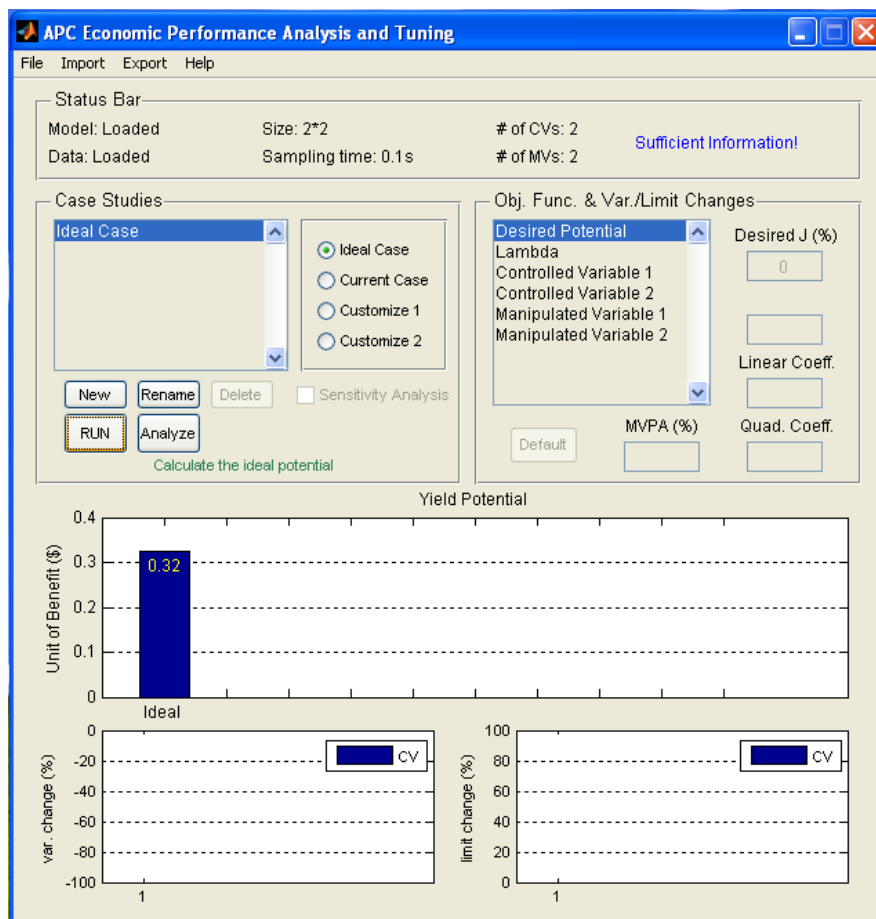 APC Economic Performance Analysis and Tuning
File Import Export Help
Status Bar
Model: Loaded Size: 2*2 # of CVs: 2 Sufficient Information!
Data: Loaded Sampling time: 0.1s # of MVs: 2
Case Studies
Ideal Case
Ideal Case
Current Case
Customize 1
Customize 2
New Rename Delete Sensitivity Analysis
RUN Analyze
Calculate the ideal potential
Obj. Func. & Var./Limit Changes
Desired Potential
Lambda
Controlled Variable 1
Controlled Variable 2
Manipulated Variable 1
Manipulated Variable 2
Desired J (%)
0
Linear Coeff.
Default MVPA (%) Quad. Coeff.
Yield Potential
Unit of Benefit ($)
0.4
0.3
0.2
0.1
0
0.32
Ideal
var. change (%)
0
-20
-40
-60
-80
-100
CV
1
limit change (%)
100
80
60
40
20
0
CV
1